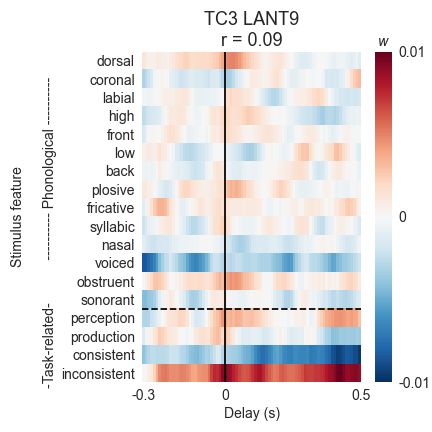 TC3 LANT9
r = 0.09
w
dorsal
coronal
labial
high
front
low
back
plosive
fricative
syllabic
nasal
voiced
obstruent
sonorant
perception
production
consistent
inconsistent
Stimulus feature
---------- Phonological ----------
-Task-related-
0.01
0
-0.01
-0.3 0 0.5
Delay (s)